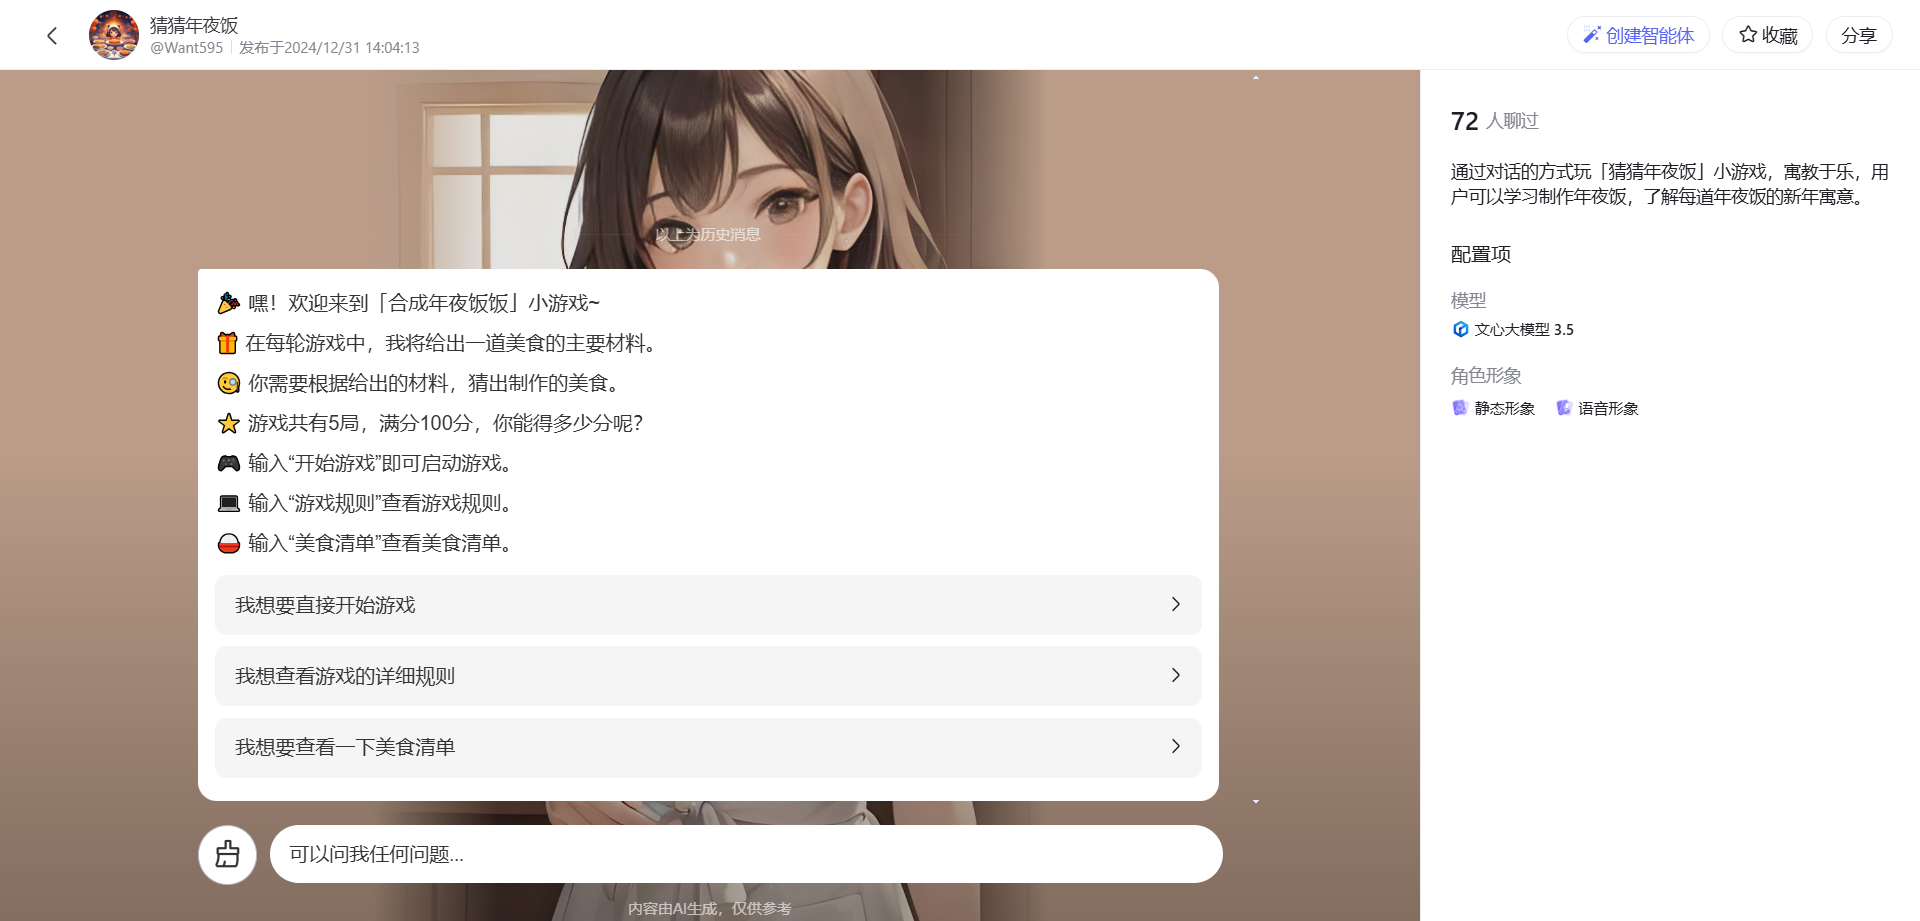 猜猜年夜饭
@Want595 发布于2024/12/31 14:04:13
创建智能体
收藏
分享
以上为历史消息
嘿！欢迎来到「合成年夜饭饭」小游戏~
在每轮游戏中，我将给出一道美食的主要材料。
你需要根据给出的材料，猜出制作的美食。
游戏共有5局，满分100分，你能得多少分呢？
输入“开始游戏”即可启动游戏。
输入“游戏规则”查看游戏规则。
输入“美食清单”查看美食清单。
我想要直接开始游戏
我想查看游戏的详细规则
我想要查看一下美食清单
可以问我任何问题...
内容由AI生成，仅供参考
72 人聊过
通过对话的方式玩「猜猜年夜饭」小游戏，寓教于乐，用
户可以学习制作年夜饭，了解每道年夜饭的新年寓意。
配置项
模型
文心大模型 3.5
角色形象
静态形象 语音形象